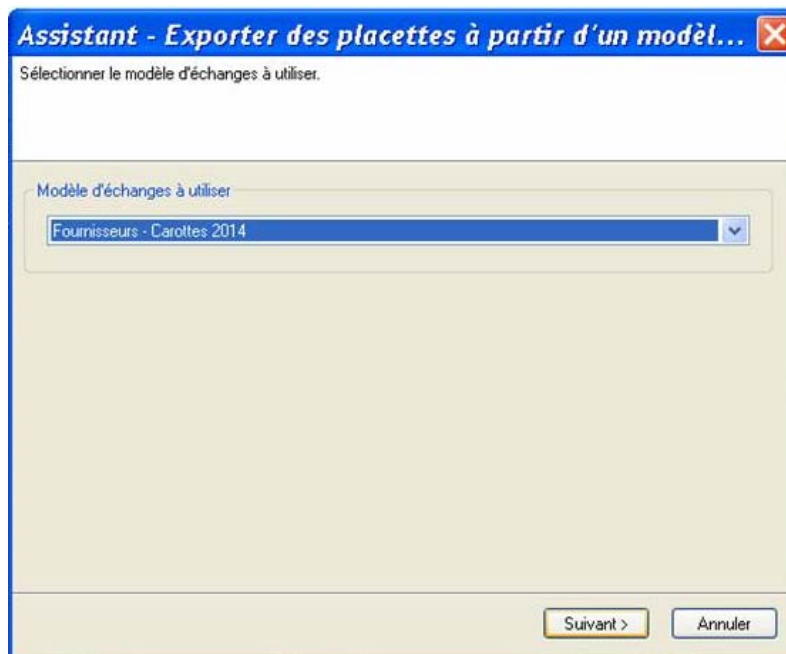 Assistant - Exporter des placettes à partir d'un modèl...
Sélectionner le modèle d'échanges à utiliser.
Modèle d'échanges à utiliser
Fournisseurs - Carottes 2014
Suivant >
Annuler